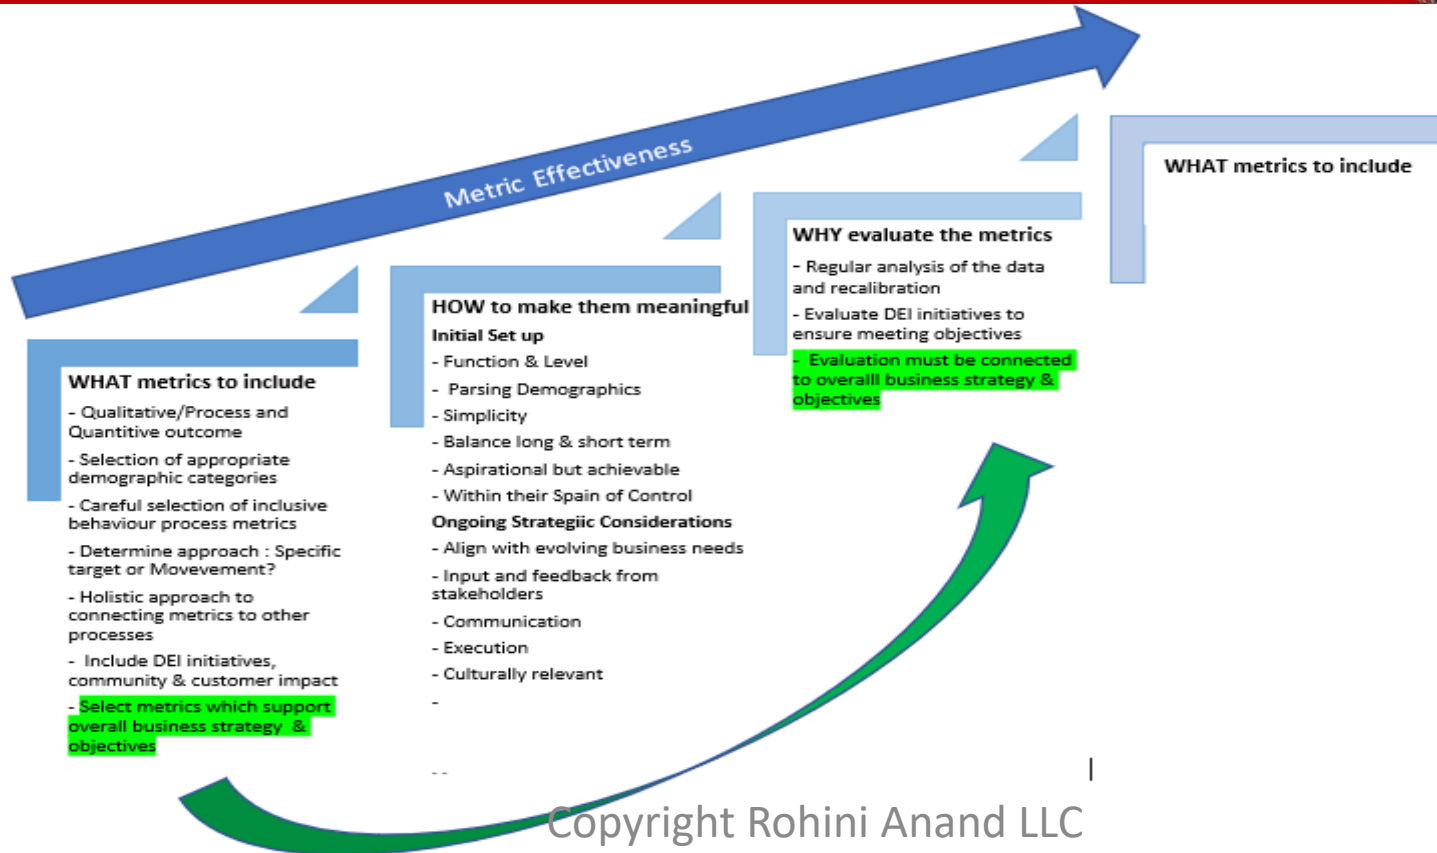 Metric Effectiveness
WHAT metrics to include
- Qualitative/Process and
Quantitive outcome
- Selection of appropriate
demographic categories
- Careful selection of inclusive
behaviour process metrics
- Determine approach : Specific
target or Movevement?
- Holistic approach to
connecting metrics to other
processes
- Include DEI initiatives,
community & customer impact
- Select metrics which support
overall business strategy &
objectives
HOW to make them meaningful
Initial Set up
- Function & Level
- Parsing Demographics
- Simplicity
- Balance long & short term
- Aspirational but achievable
- Within their Spain of Control
Ongoing Strategiic Considerations
- Align with evolving business needs
- Input and feedback from
stakeholders
- Communication
- Execution
- Culturally relevant
-
- -
WHY evaluate the metrics
- Regular analysis of the data
and recalibration
- Evaluate DEI initiatives to
ensure meeting objectives
- Evaluation must be connected
to overalll business strategy &
objectives
WHAT metrics to include
Copyright Rohini Anand LLC